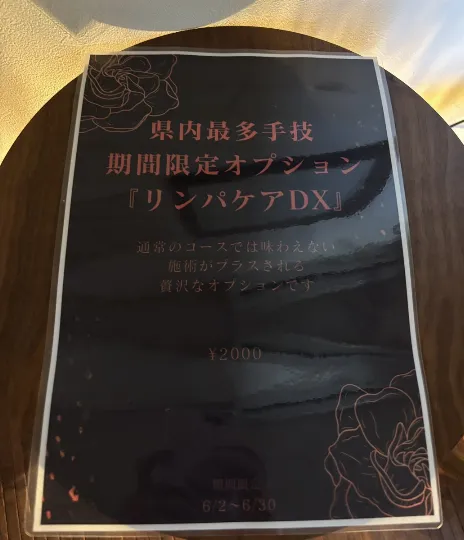 県内最多手技
期間限定オプション
『リンパケアDX』
通常のコースでは味わえない
施術がプラスされる
贅沢なオプションです
¥2000
6/2~6/30